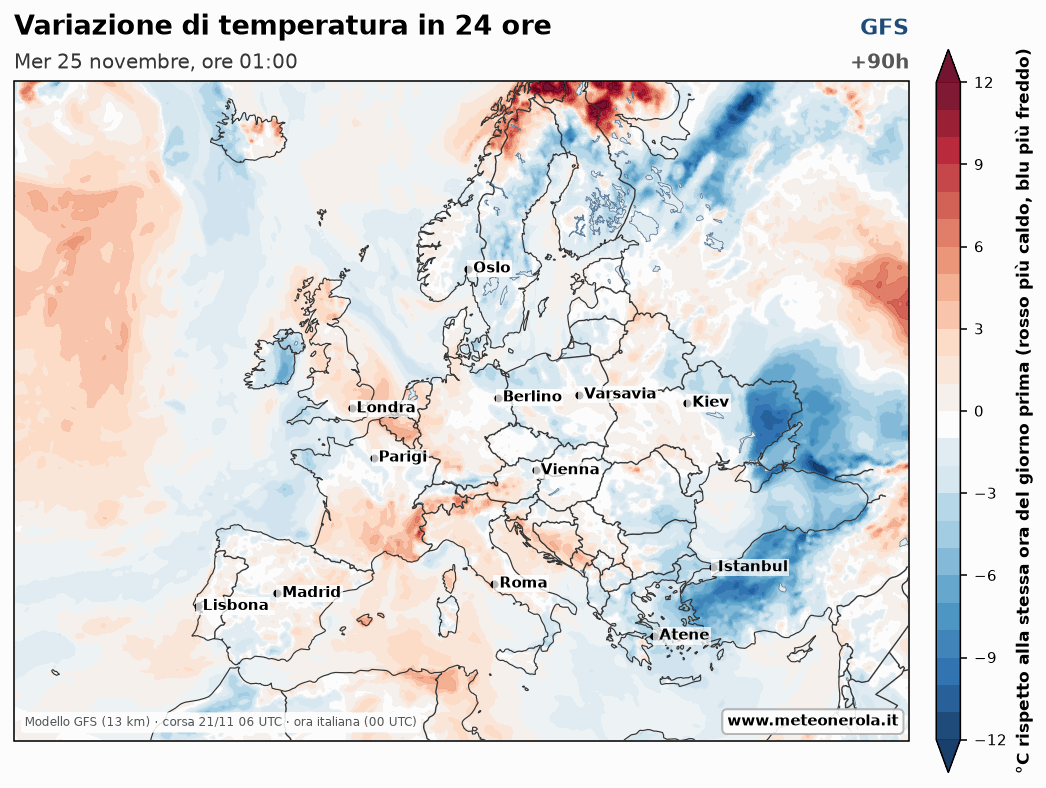 Variazione di temperatura in 24 ore
GFS
Mer 25 novembre, ore 01:00
+90h
Oslo
Londra
Berlino
Varsavia
Kiev
Parigi
Vienna
Istanbul
Roma
Madrid
Lisbona
Atene
Modello GFS (13 km) · corsa 21/11 06 UTC · ora italiana (00 UTC)
www.meteonerola.it
12
9
6
3
0
−3
−6
−9
−12
°C rispetto alla stessa ora del giorno prima (rosso più caldo, blu più freddo)